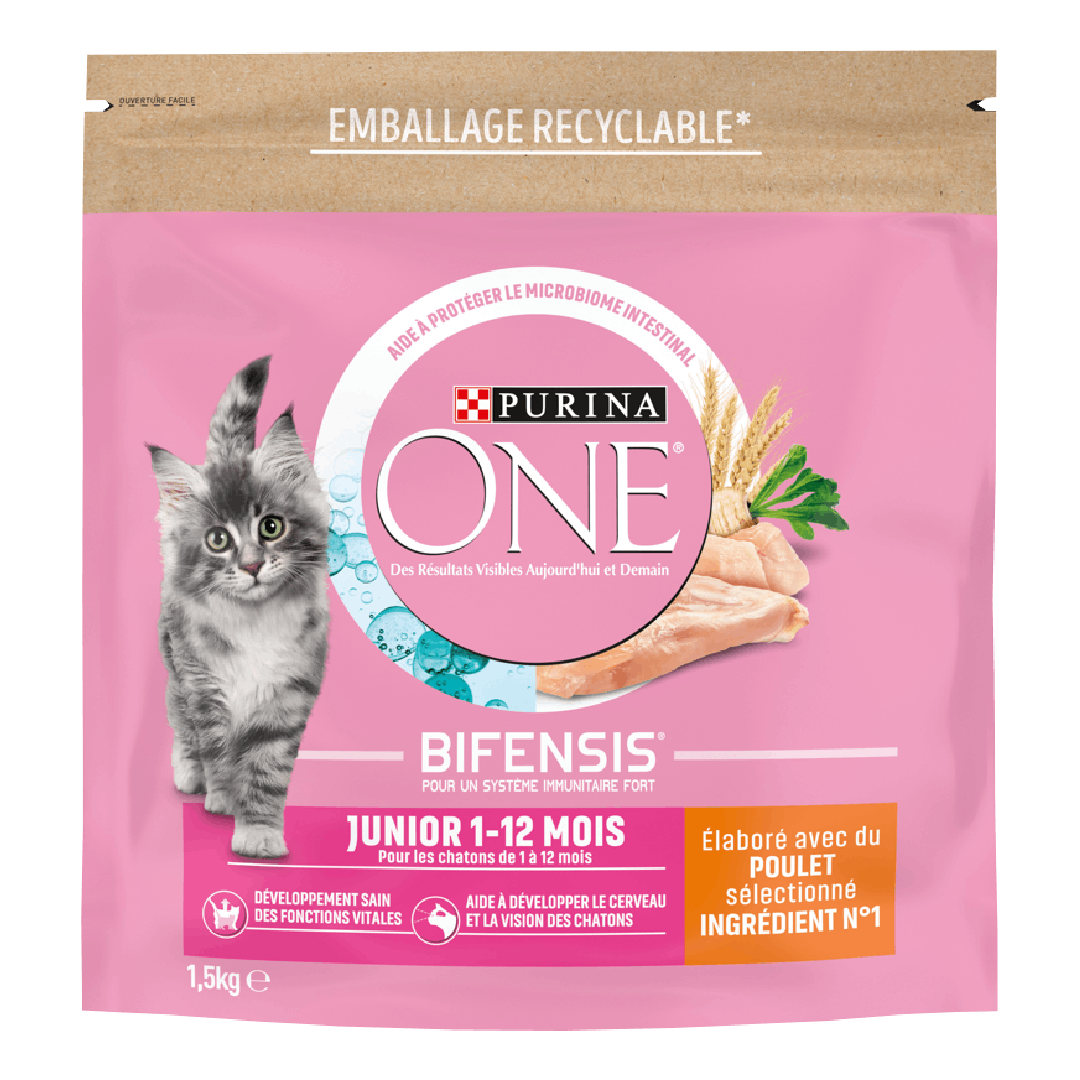 OUVERTURE FACILE
EMBALLAGE RECYCLABLE*
AIDE À PROTÉGER LE MICROBIOME INTESTINAL
PURINA
ONE®
Des Résultats Visibles Aujourd'hui et Demain
BIFENSIS®
POUR UN SYSTÈME IMMUNITAIRE FORT
JUNIOR 1-12 MOIS
Pour les chatons de 1 à 12 mois
DÉVELOPPEMENT SAIN
DES FONCTIONS VITALES
AIDE À DÉVELOPPER LE CERVEAU
ET LA VISION DES CHATONS
Élaboré avec du
POULET
sélectionné
INGRÉDIENT N°1
1,5kg ℮